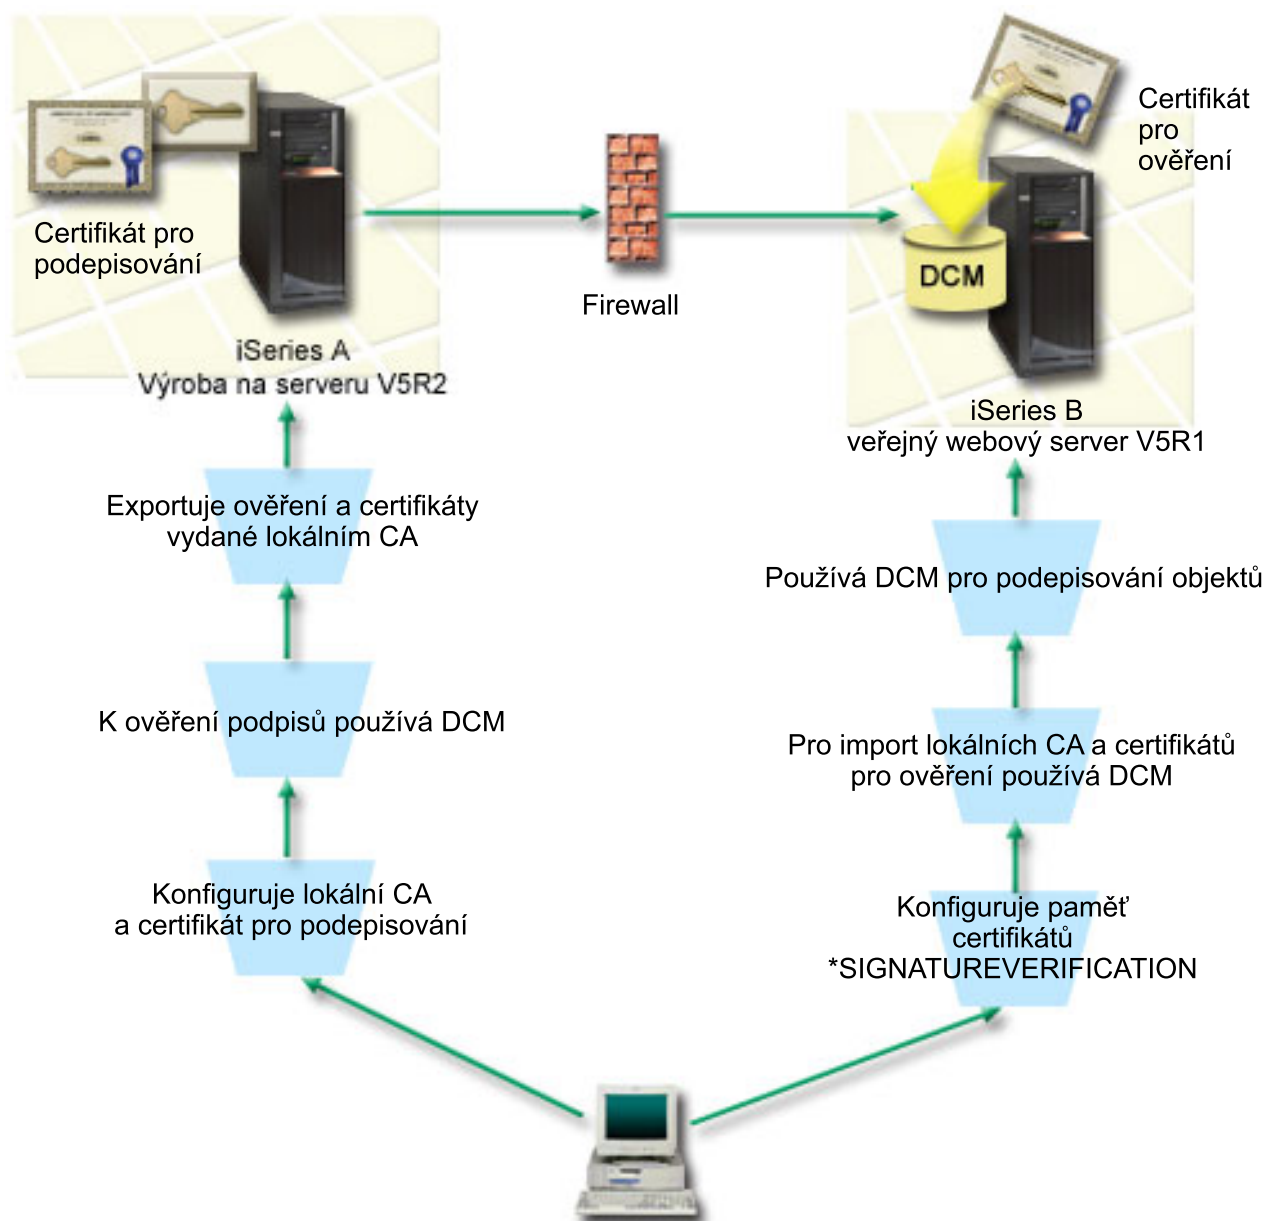 Certifikát
pro
ověření
Certifikát pro
podepisování
DCM
Firewall
iSeries A
Výroba na serveru V5R2
iSeries B
veřejný webový server V5R1
Exportuje ověření a certifikáty
vydané lokálním CA
Používá DCM pro podepisování objektů
K ověření podpisů používá DCM
Pro import lokálních CA a certifikátů
pro ověření používá DCM
Konfiguruje lokální CA
a certifikát pro podepisování
Konfiguruje paměť
certifikátů
*SIGNATUREVERIFICATION